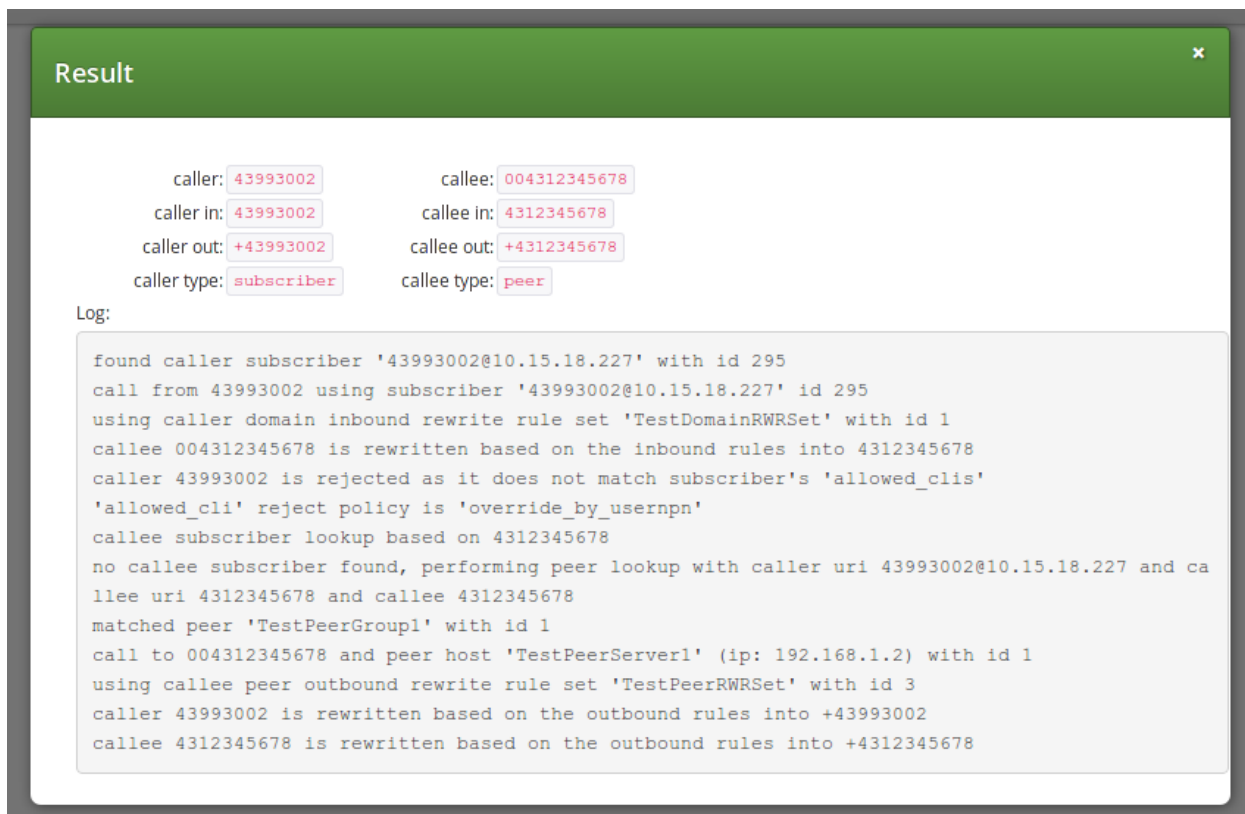 Result
×
caller: 43993002 callee: 004312345678
caller in: 43993002 callee in: 4312345678
caller out: +43993002 callee out: +4312345678
caller type: subscriber callee type: peer
Log:
found caller subscriber '43993002@10.15.18.227' with id 295
call from 43993002 using subscriber '43993002@10.15.18.227' id 295
using caller domain inbound rewrite rule set 'TestDomainRWRSet' with id 1
callee 004312345678 is rewritten based on the inbound rules into 4312345678
caller 43993002 is rejected as it does not match subscriber's 'allowed_clis'
'allowed_cli' reject policy is 'override_by_usernpn'
callee subscriber lookup based on 4312345678
no callee subscriber found, performing peer lookup with caller uri 43993002@10.15.18.227 and ca
llee uri 4312345678 and callee 4312345678
matched peer 'TestPeerGroup1' with id 1
call to 004312345678 and peer host 'TestPeerServer1' (ip: 192.168.1.2) with id 1
using callee peer outbound rewrite rule set 'TestPeerRWRSet' with id 3
caller 43993002 is rewritten based on the outbound rules into +43993002
callee 4312345678 is rewritten based on the outbound rules into +4312345678